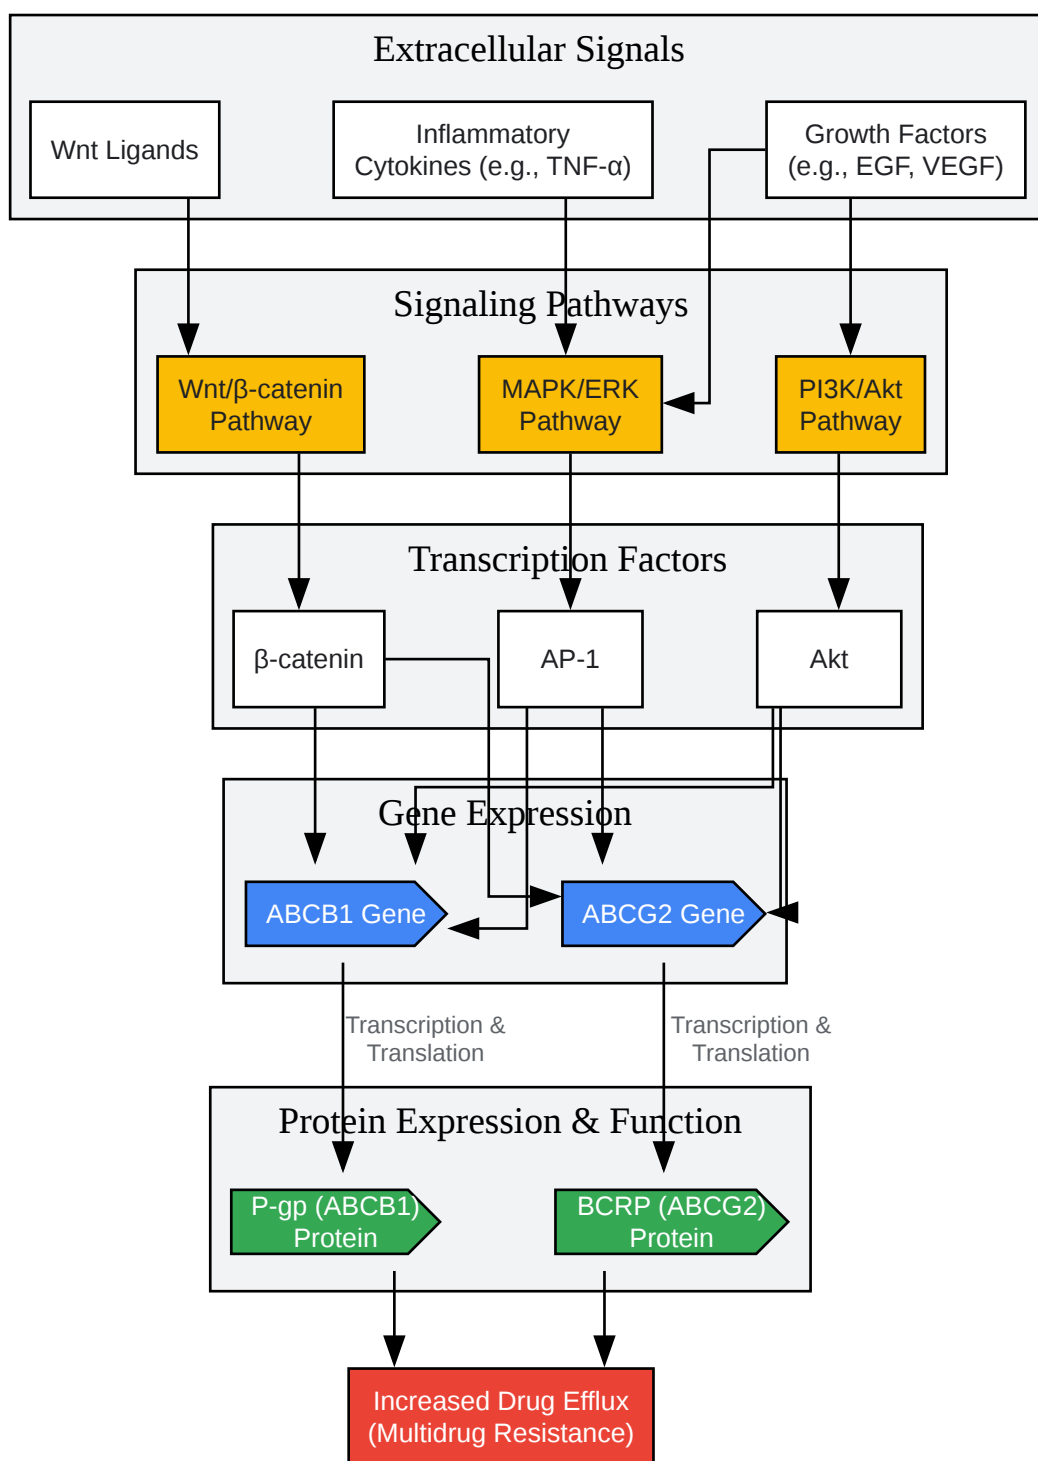 Extracellular Signals
Wnt Ligands
Inflammatory
Cytokines (e.g., TNF-α)
Growth Factors
(e.g., EGF, VEGF)
Signaling Pathways
Wnt/β-catenin
Pathway
MAPK/ERK
Pathway
PI3K/Akt
Pathway
Transcription Factors
β-catenin
AP-1
Akt
Gene Expression
ABCB1 Gene
ABCG2 Gene
Transcription &
Translation
Transcription &
Translation
Protein Expression & Function
P-gp (ABCB1)
Protein
BCRP (ABCG2)
Protein
Increased Drug Efflux
(Multidrug Resistance)